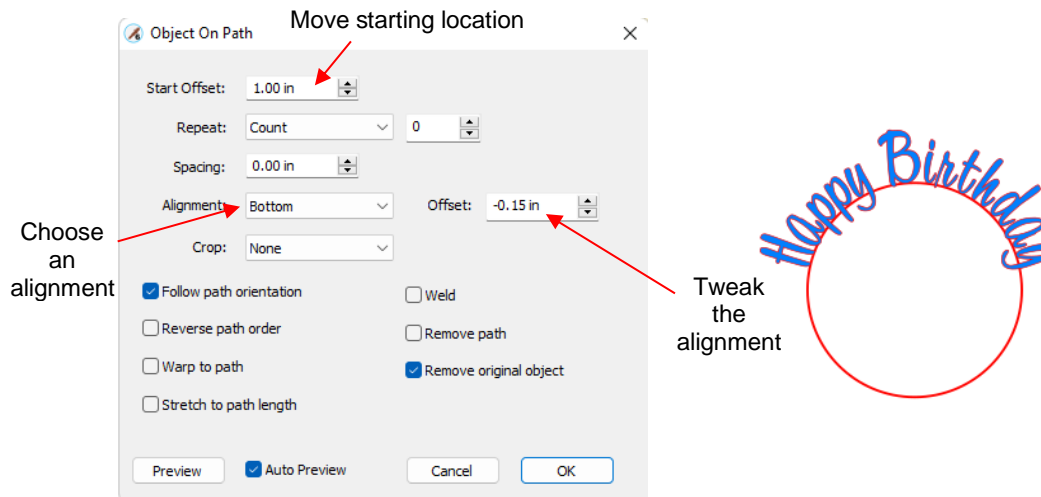 Move starting location
Object On Path
Start Offset: 1.00 in
Repeat: Count 0
Spacing: 0.00 in
Alignment: Bottom Offset: -0.15 in
Crop: None
Choose
an
alignment
Follow path orientation
Weld
Reverse path order
Remove path
Warp to path
Remove original object
Stretch to path length
Preview Auto Preview Cancel OK
Tweak
the
alignment
Happy Birthday